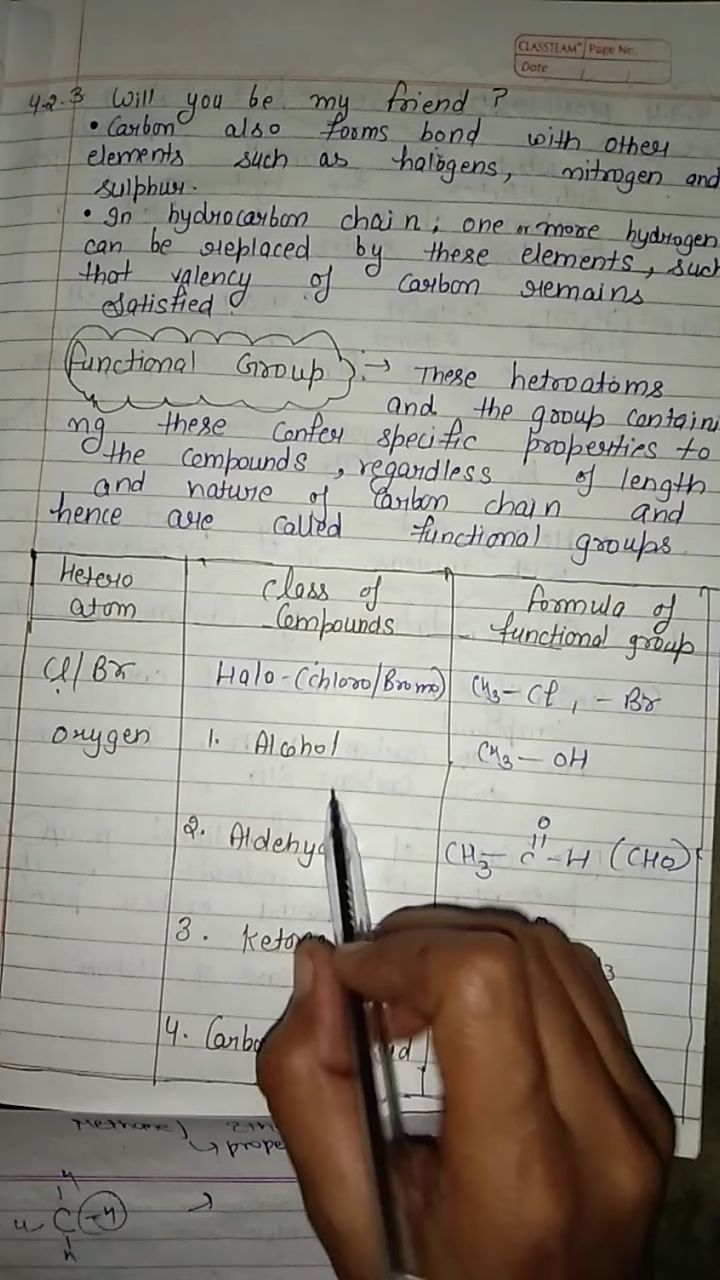 CLASSTEAM Page No.
Date
4.2.3 Will you be my friend ?
• Carbon also forms bond with other
elements such as halogens, nitrogen and
sulphur.
• In hydrocarbon chain, one or more hydrogen
can be replaced by these elements, such
that valency of carbon remains
satisfied.
Functional Group :→ These hetroatoms
and the group contain
ng these confer specific properties to
the compounds, regardless of length
and nature of Carbon chain and
hence are called functional groups.
Hetero Class of Formula of
atom Compounds functional group
Cl/Br Halo-(Chloro/Bromo) CH3-Cl, -Br
Oxygen 1. Alcohol CH3-OH
O
2. Aldehy CH3-C-H (CHO)
3. Keto 3
4. Carbo d
Methane
↳ prope
H
H-C-H →
H